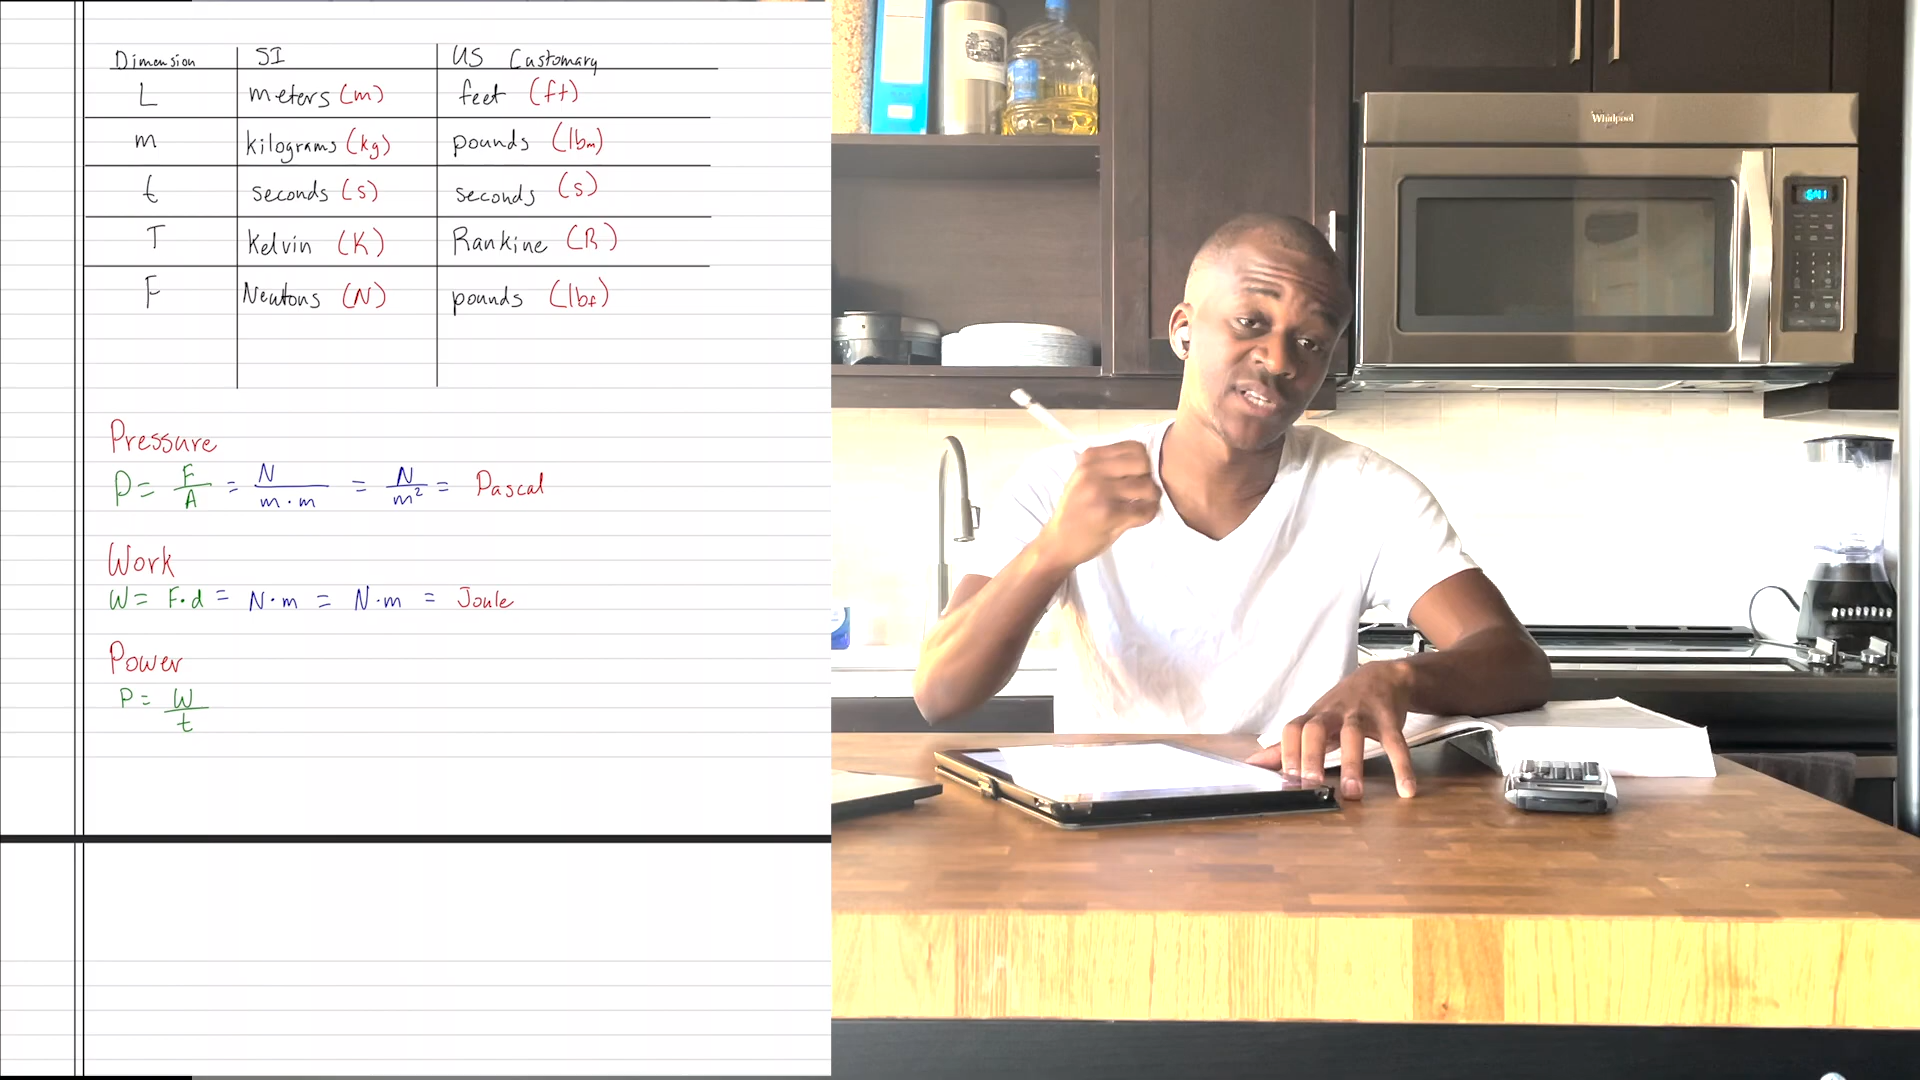 Dimension SI US Customary
L meters (m) feet (ft)
m kilograms (kg) pounds (lbm)
t seconds (s) seconds (s)
T Kelvin (K) Rankine (R)
F Newtons (N) pounds (lbf)
Pressure
P = F/A = N/m·m = N/m² = Pascal
Work
W = F·d = N·m = N·m = Joule
Power
P = W/t
Whirlpool